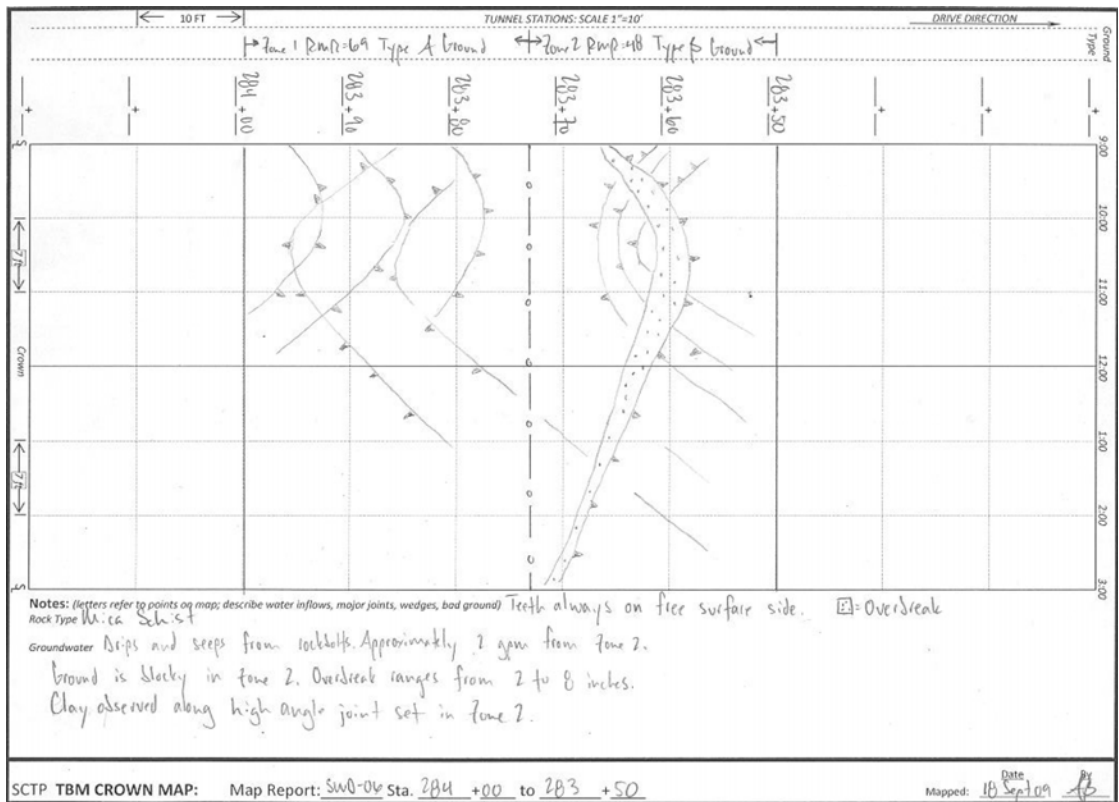 10 FT TUNNEL STATIONS: SCALE 1"=10' DRIVE DIRECTION
Zone 1 RMR=69 Type A Ground Zone 2 RMR=48 Type B Ground
Ground Type
284+00 283+90 283+80 283+70 283+60 283+50
9:00
10:00
11:00
Crown 12:00
1:00
2:00
3:00
Notes: (letters refer to points on map; describe water inflows, major joints, wedges, bad ground) Teeth always on free surface side. = Overbreak
Rock Type Mica Schist
Groundwater Drips and seeps from rockbolts. Approximately 2 gpm from Zone 2.
Ground is blocky in Zone 2. Overbreak ranges from 2 to 8 inches.
Clay observed along high angle joint set in Zone 2.
SCTP TBM CROWN MAP: Map Report: SWD-06 Sta. 284 +00 to 283 +50 Mapped: Date 18 Sept 09 By